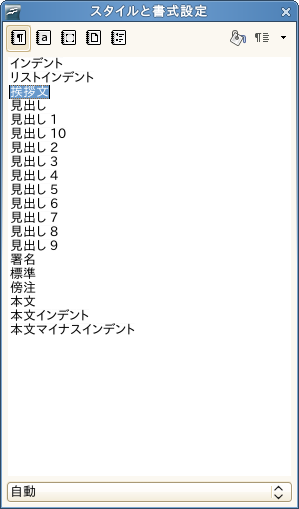 スタイルと書式設定
インデント
リストインデント
挨拶文
見出し
見出し 1
見出し 10
見出し 2
見出し 3
見出し 4
見出し 5
見出し 6
見出し 7
見出し 8
見出し 9
署名
標準
傍注
本文
本文インデント
本文マイナスインデント
自動